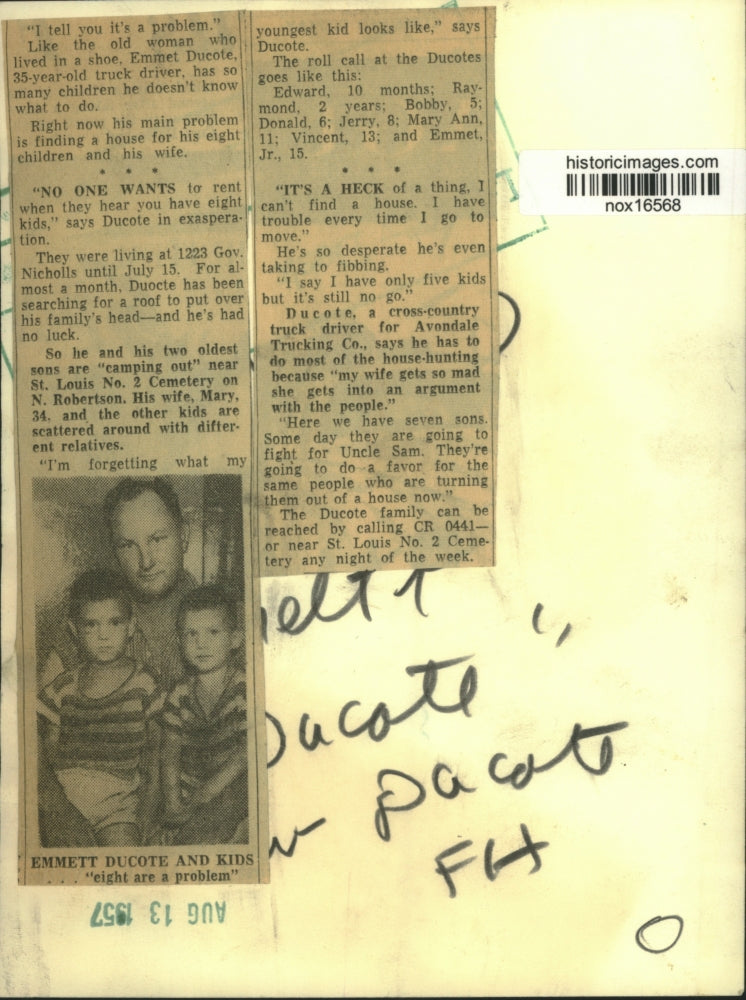 "I tell you it's a problem."
Like the old woman who
lived in a shoe, Emmet Ducote,
35-year-old truck driver, has so
many children he doesn't know
what to do.
Right now his main problem
is finding a house for his eight
children and his wife.
* * *
"NO ONE WANTS to rent
when they hear you have eight
kids," says Ducote in exaspera-
tion.
They were living at 1223 Gov.
Nicholls until July 15. For al-
most a month, Duocte has been
searching for a roof to put over
his family's head—and he's had
no luck.
So he and his two oldest
sons are "camping out" near
St. Louis No. 2 Cemetery on
N. Robertson. His wife, Mary,
34, and the other kids are
scattered around with differ-
ent relatives.
"I'm forgetting what my
youngest kid looks like," says
Ducote.
The roll call at the Ducotes
goes like this:
Edward, 10 months; Ray-
mond, 2 years; Bobby, 5;
Donald, 6; Jerry, 8; Mary Ann,
11; Vincent, 13; and Emmet,
Jr., 15.
* * *
"IT'S A HECK of a thing, I
can't find a house. I have
trouble every time I go to
move."
He's so desperate he's even
taking to fibbing.
"I say I have only five kids
but it's still no go."
Ducote, a cross-country
truck driver for Avondale
Trucking Co., says he has to
do most of the house-hunting
because "my wife gets so mad
she gets into an argument
with the people."
"Here we have seven sons.
Some day they are going to
fight for Uncle Sam. They're
going to do a favor for the
same people who are turning
them out of a house now."
The Ducote family can be
reached by calling CR 0441—
or near St. Louis No. 2 Ceme-
tery any night of the week.
EMMETT DUCOTE AND KIDS
. . . "eight are a problem"
historicimages.com
nox16568
Ducote
Ducote
FH
AUG 13 1957